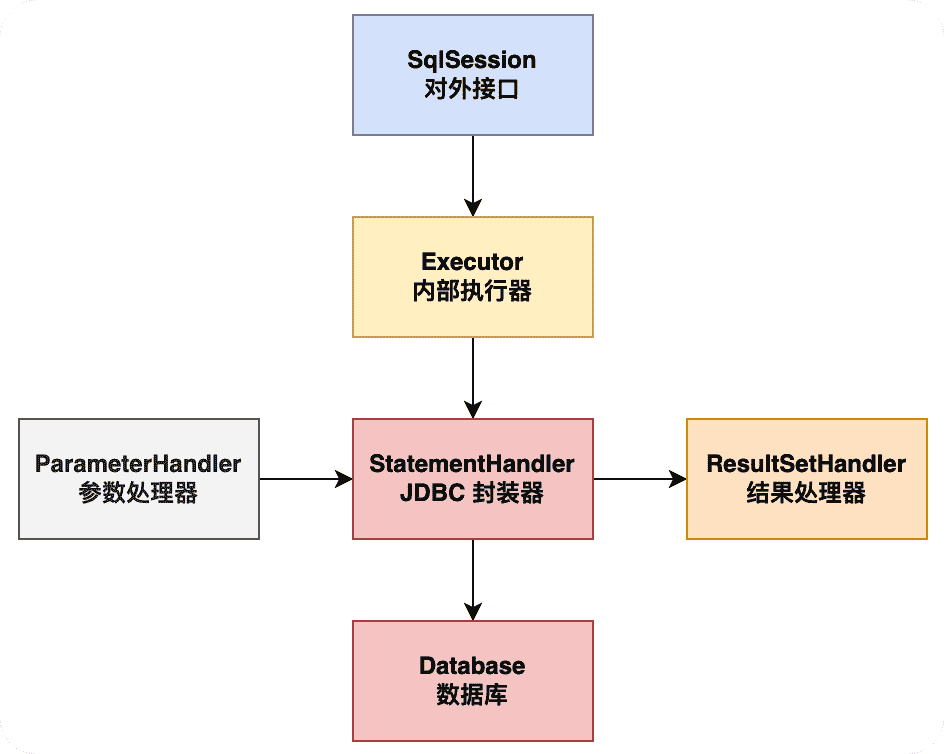 SqlSession
对外接口
Executor
内部执行器
ParameterHandler
参数处理器
StatementHandler
JDBC 封装器
ResultSetHandler
结果处理器
Database
数据库